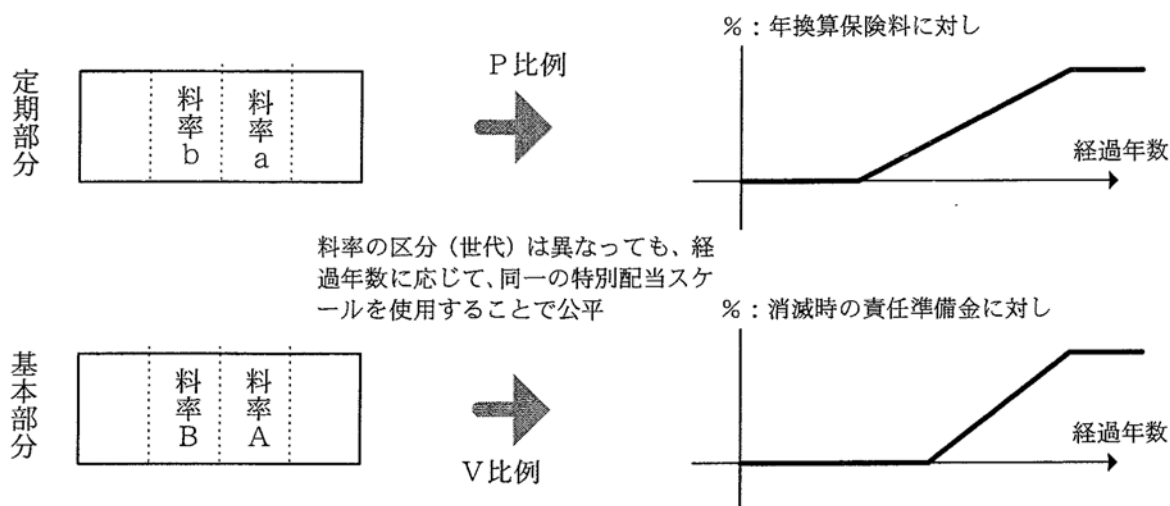 定期部分
料率b
料率a
P比例
%:年換算保険料に対し
経過年数
料率の区分(世代)は異なっても、経
過年数に応じて、同一の特別配当スケ
ールを使用することで公平
基本部分
料率B
料率A
V比例
%:消滅時の責任準備金に対し
経過年数